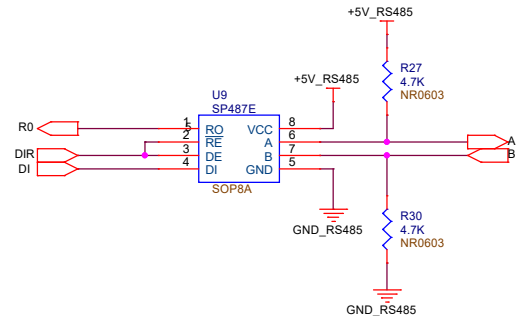 +5V_RS485
R27
4.7K
NR0603
+5V_RS485
U9
SP487E
R0 1 5 RO VCC 8
2 RE A 6 A
DIR 3 DE B 7 B
DI 4 DI GND 5
SOP8A
GND_RS485
R30
4.7K
NR0603
GND_RS485